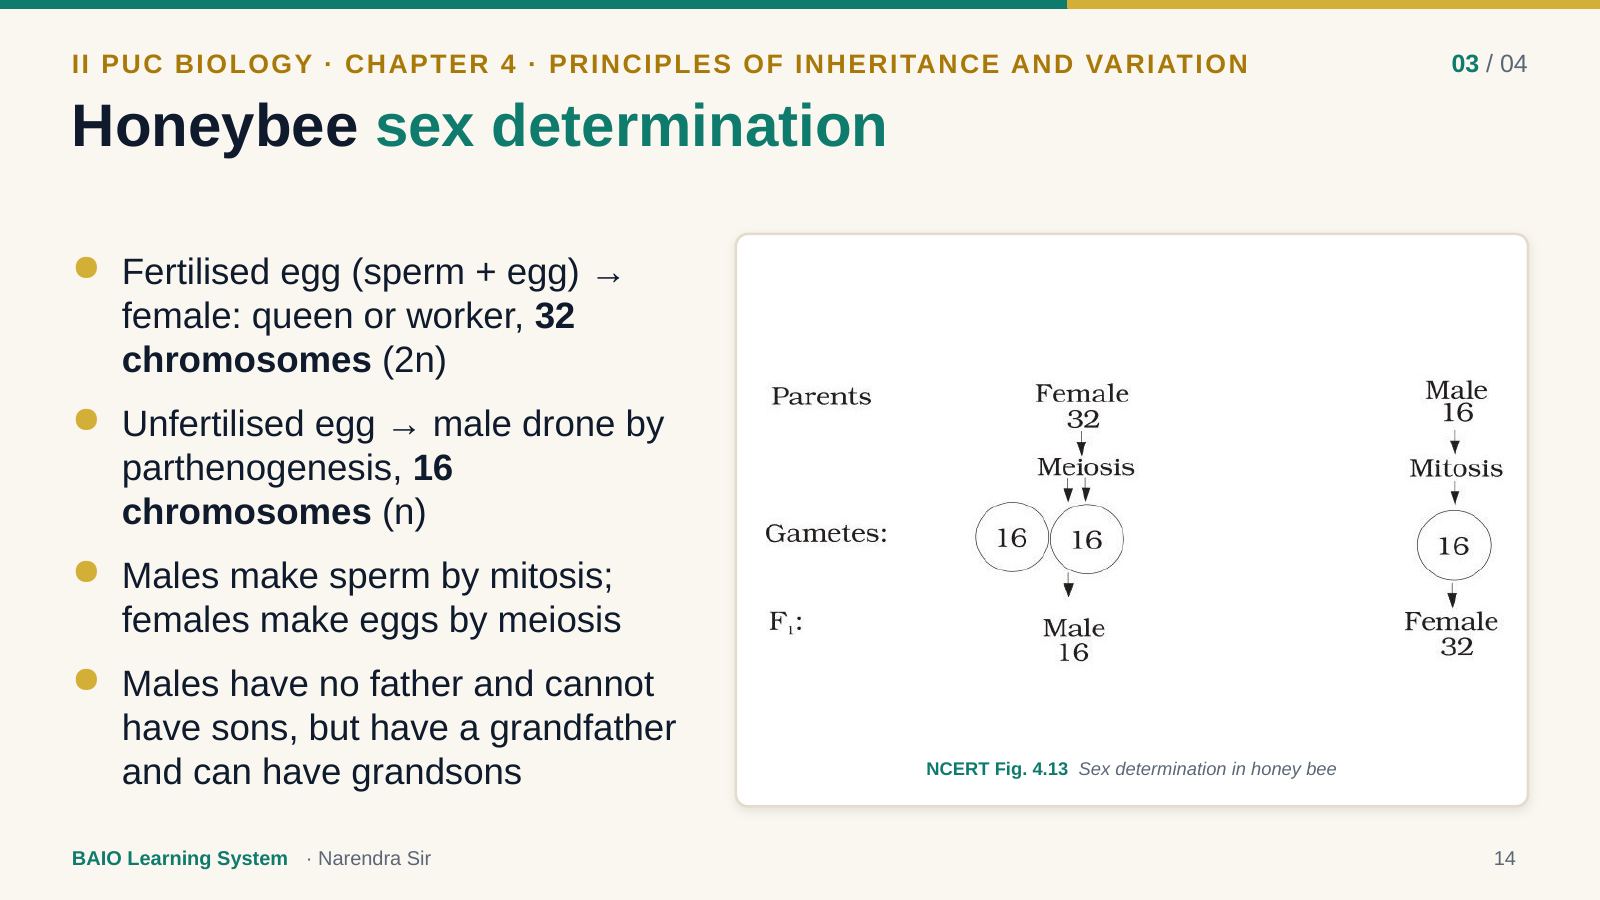 II PUC BIOLOGY · CHAPTER 4 · PRINCIPLES OF INHERITANCE AND VARIATION
03 / 04
Honeybee sex determination
Fertilised egg (sperm + egg) →
female: queen or worker, 32
chromosomes (2n)
Unfertilised egg → male drone by
parthenogenesis, 16
chromosomes (n)
Males make sperm by mitosis;
females make eggs by meiosis
Males have no father and cannot
have sons, but have a grandfather
and can have grandsons
Parents
Female
32
Male
16
Meiosis
Mitosis
Gametes:
16
16
16
F₁:
Male
16
Female
32
NCERT Fig. 4.13 Sex determination in honey bee
BAIO Learning System · Narendra Sir
14